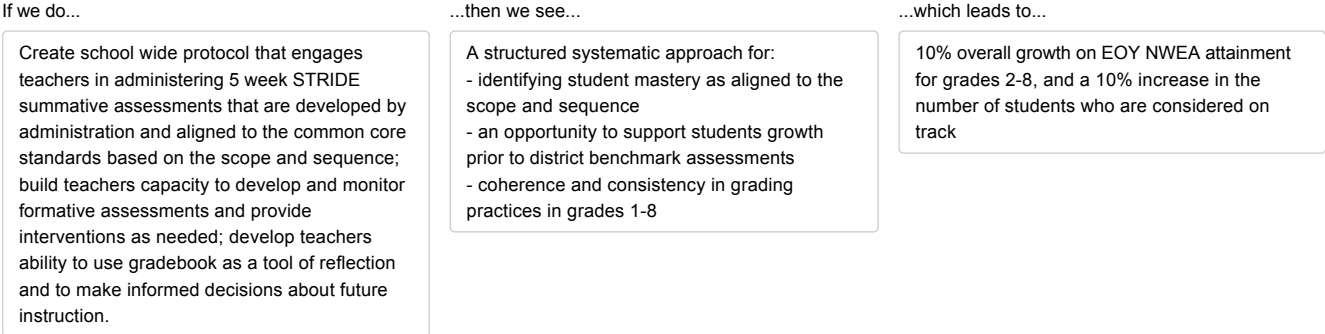 If we do...
Create school wide protocol that engages
teachers in administering 5 week STRIDE
summative assessments that are developed by
administration and aligned to the common core
standards based on the scope and sequence;
build teachers capacity to develop and monitor
formative assessments and provide
interventions as needed; develop teachers
ability to use gradebook as a tool of reflection
and to make informed decisions about future
instruction.
...then we see...
A structured systematic approach for:
- identifying student mastery as aligned to the
scope and sequence
- an opportunity to support students growth
prior to district benchmark assessments
- coherence and consistency in grading
practices in grades 1-8
...which leads to...
10% overall growth on EOY NWEA attainment
for grades 2-8, and a 10% increase in the
number of students who are considered on
track